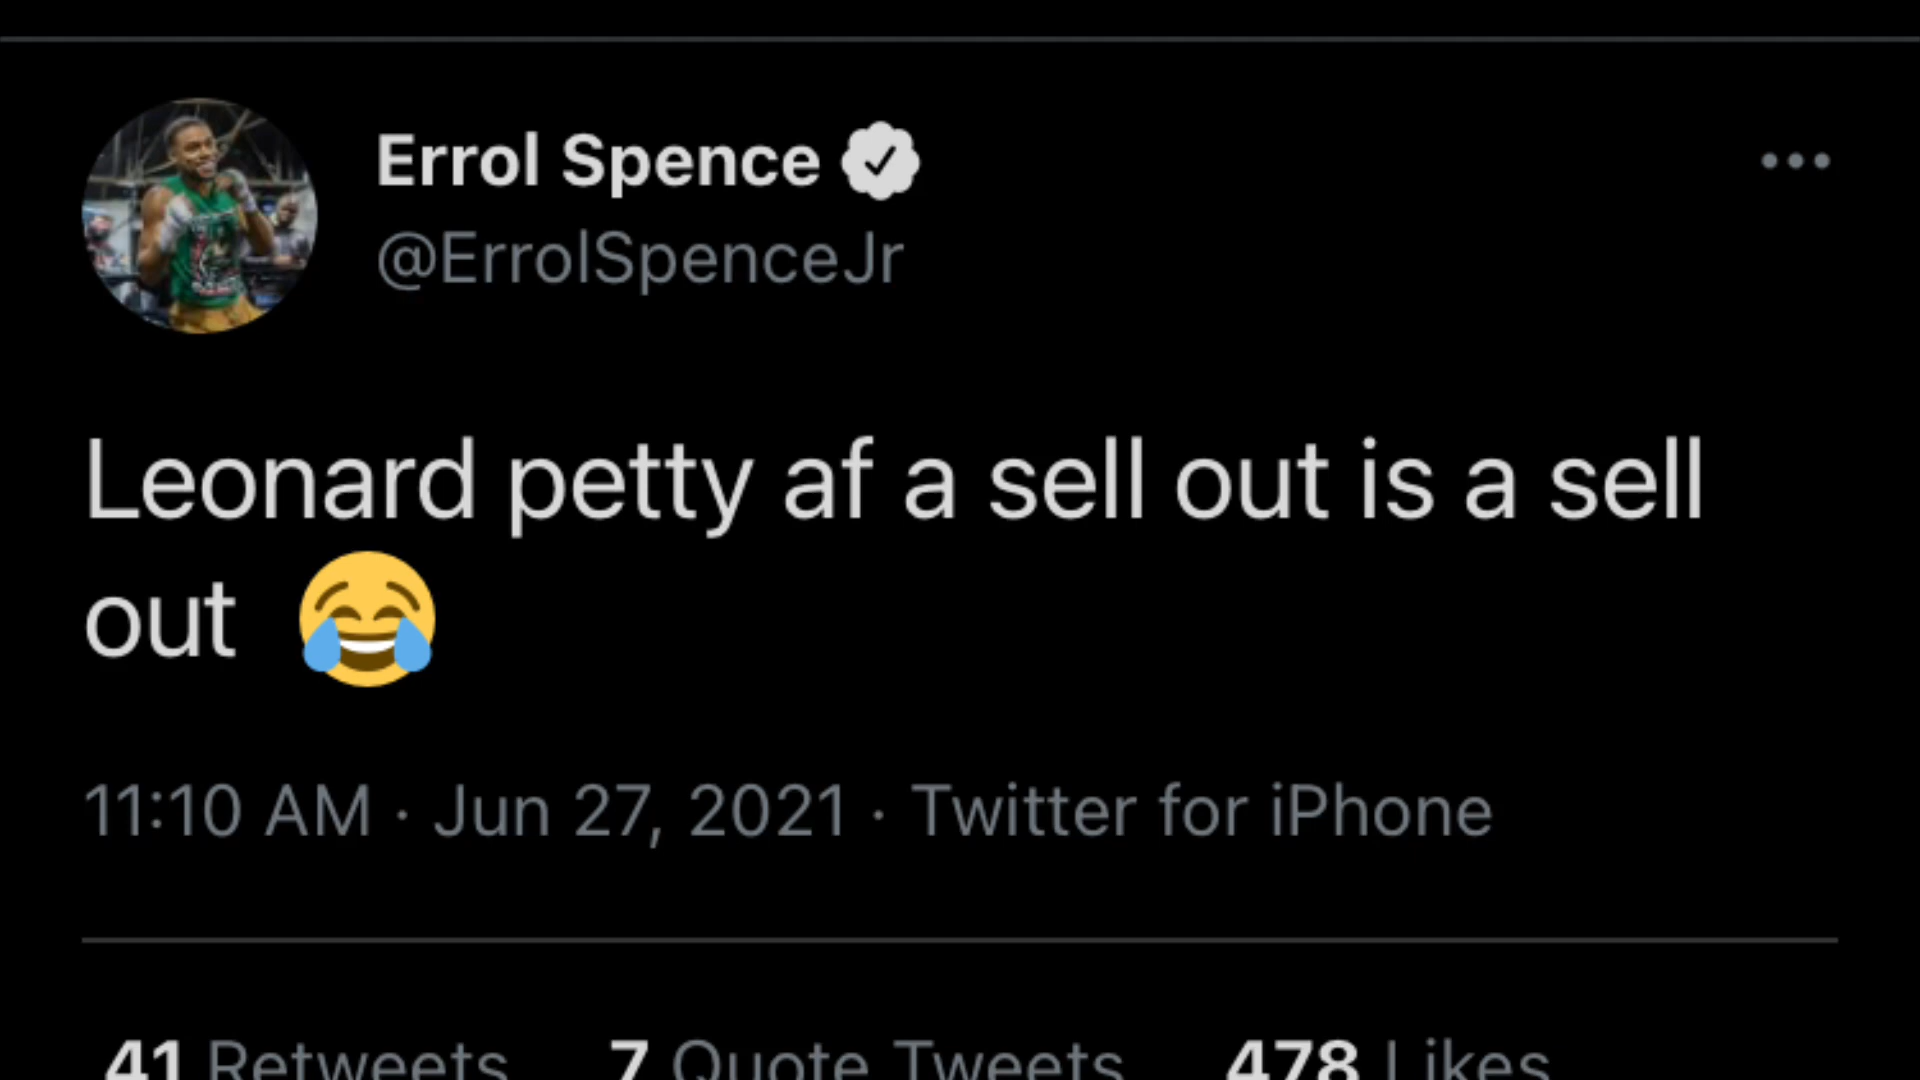 Errol Spence
@ErrolSpenceJr
Leonard petty af a sell out is a sell
out 😂
11:10 AM · Jun 27, 2021 · Twitter for iPhone
41 Retweets 7 Quote Tweets 478 Likes